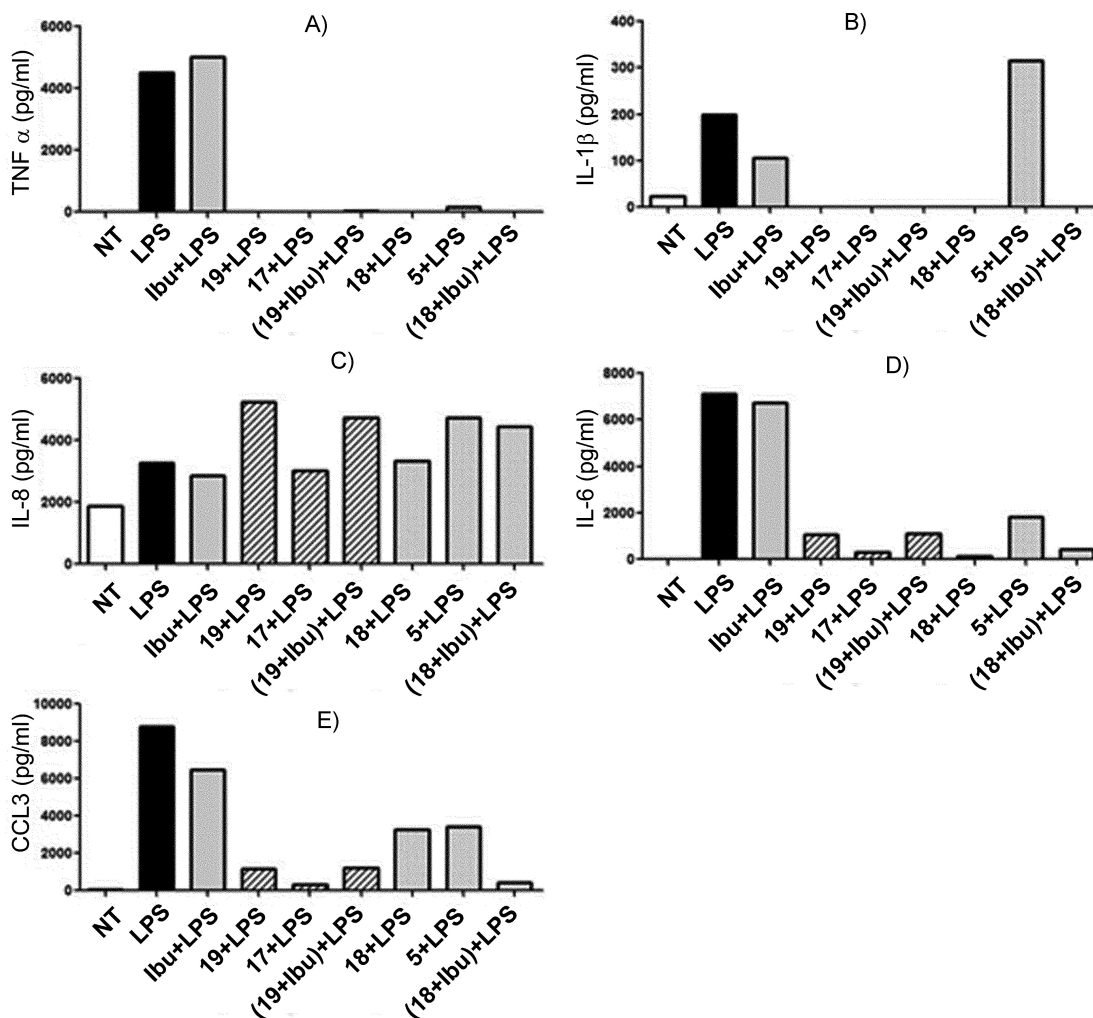 A)
TNF α (pg/ml)
6000
4000
2000
0
NT
LPS
Ibu+LPS
19+LPS
17+LPS
(19+Ibu)+LPS
18+LPS
5+LPS
(18+Ibu)+LPS
B)
IL-1β (pg/ml)
400
300
200
100
0
NT
LPS
Ibu+LPS
19+LPS
17+LPS
(19+Ibu)+LPS
18+LPS
5+LPS
(18+Ibu)+LPS
C)
IL-8 (pg/ml)
6000
4000
2000
0
NT
LPS
Ibu+LPS
19+LPS
17+LPS
(19+Ibu)+LPS
18+LPS
5+LPS
(18+Ibu)+LPS
D)
IL-6 (pg/ml)
8000
6000
4000
2000
0
NT
LPS
Ibu+LPS
19+LPS
17+LPS
(19+Ibu)+LPS
18+LPS
5+LPS
(18+Ibu)+LPS
E)
CCL3 (pg/ml)
10000
8000
6000
4000
2000
0
NT
LPS
Ibu+LPS
19+LPS
17+LPS
(19+Ibu)+LPS
18+LPS
5+LPS
(18+Ibu)+LPS